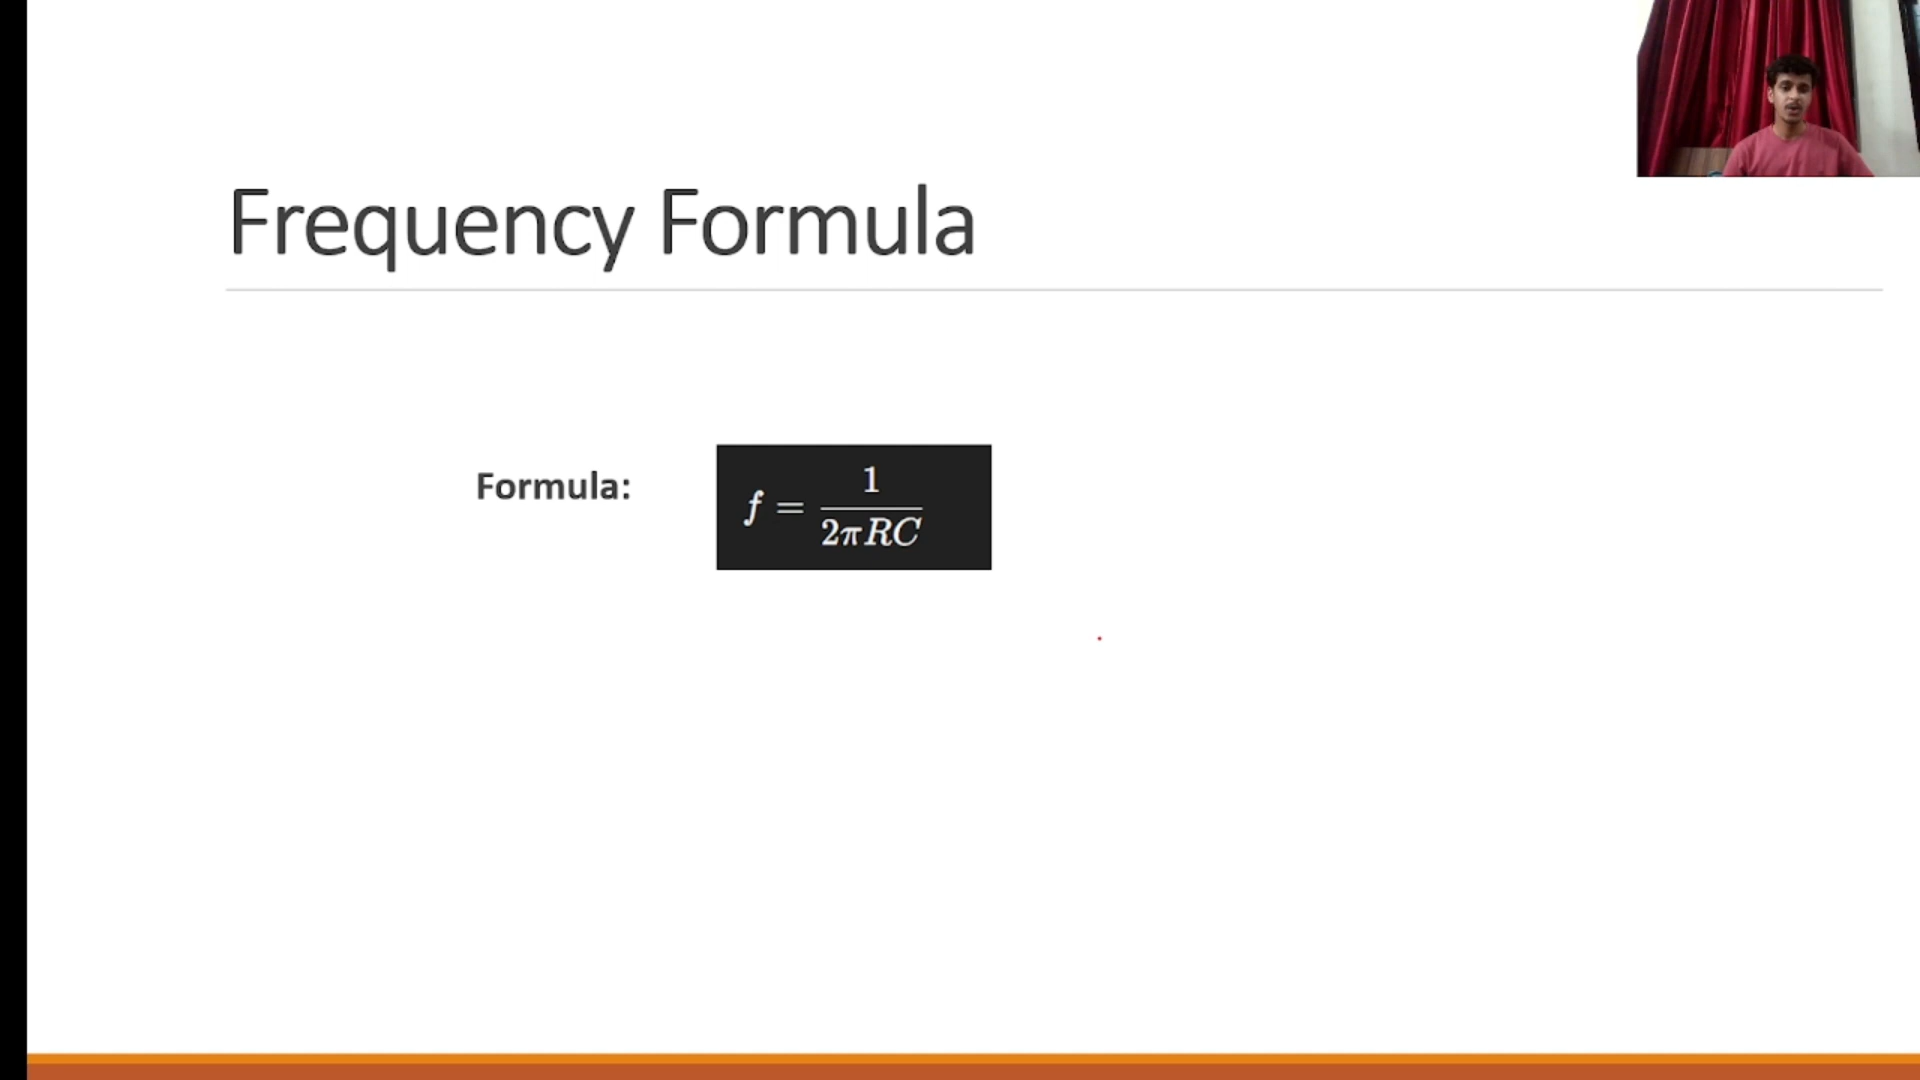 Frequency Formula
Formula:
f = 1 / 2πRC